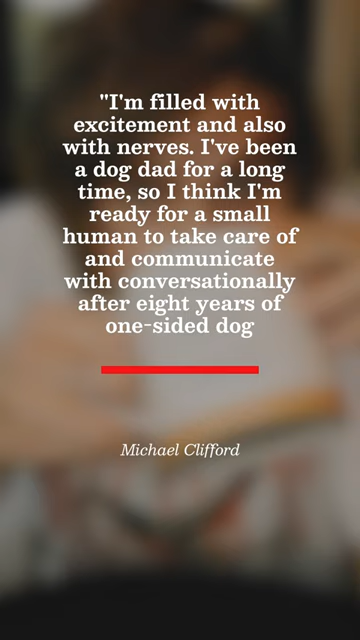 "I'm filled with
excitement and also
with nerves. I've been
a dog dad for a long
time, so I think I'm
ready for a small
human to take care of
and communicate
with conversationally
after eight years of
one-sided dog
Michael Clifford